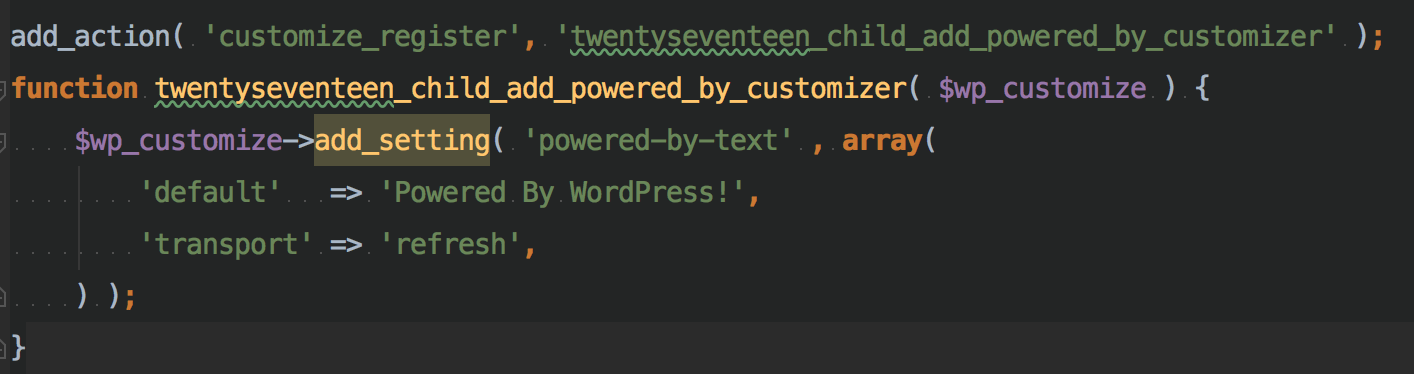 add_action( 'customize_register', 'twentyseventeen_child_add_powered_by_customizer' );
function twentyseventeen_child_add_powered_by_customizer( $wp_customize ) {
    $wp_customize->add_setting( 'powered-by-text' , array(
        'default'   => 'Powered By WordPress!',
        'transport' => 'refresh',
    ) );
}